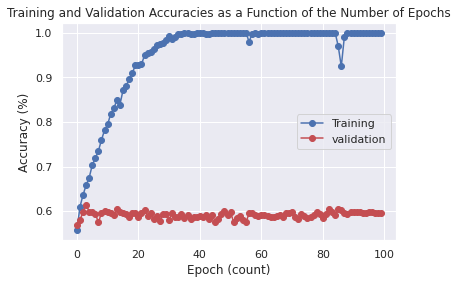 Training and Validation Accuracies as a Function of the Number of Epochs
1.0
0.9
0.8
0.7
0.6
Accuracy (%)
Training
validation
0 20 40 60 80 100
Epoch (count)